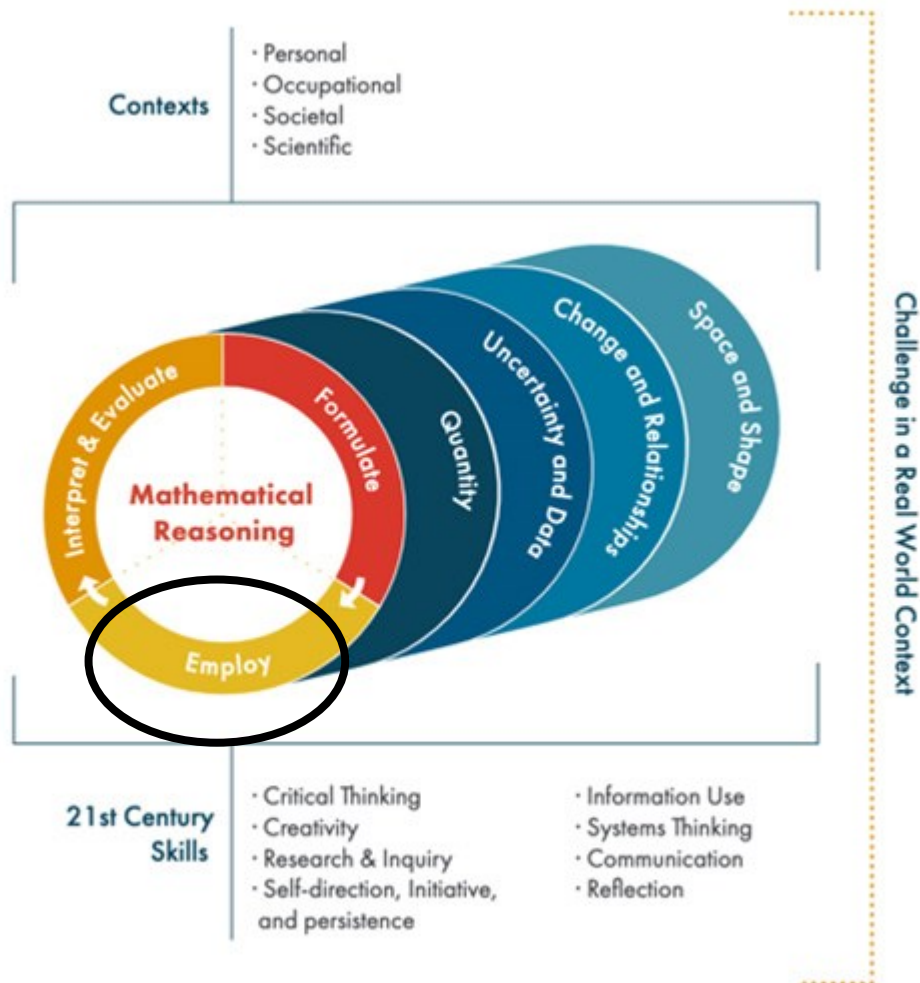 Contexts
· Personal
· Occupational
· Societal
· Scientific
Interpret & Evaluate
Formulate
Employ
Mathematical
Reasoning
Quantity
Uncertainty and Data
Change and Relationships
Space and Shape
Challenge in a Real World Context
21st Century
Skills
· Critical Thinking
· Creativity
· Research & Inquiry
· Self-direction, Initiative,
and persistence
· Information Use
· Systems Thinking
· Communication
· Reflection